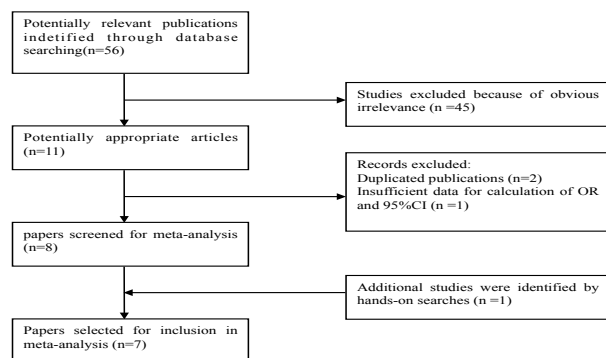 Potentially relevant publications
indetified through database
searching(n=56)
Studies excluded because of obvious
irrelevance (n =45)
Potentially appropriate articles
(n=11)
Records excluded:
Duplicated publications (n=2)
Insufficient data for calculation of OR
and 95%CI (n =1)
papers screened for meta-analysis
(n=8)
Additional studies were identified by
hands-on searches (n =1)
Papers selected for inclusion in
meta-analysis (n=7)